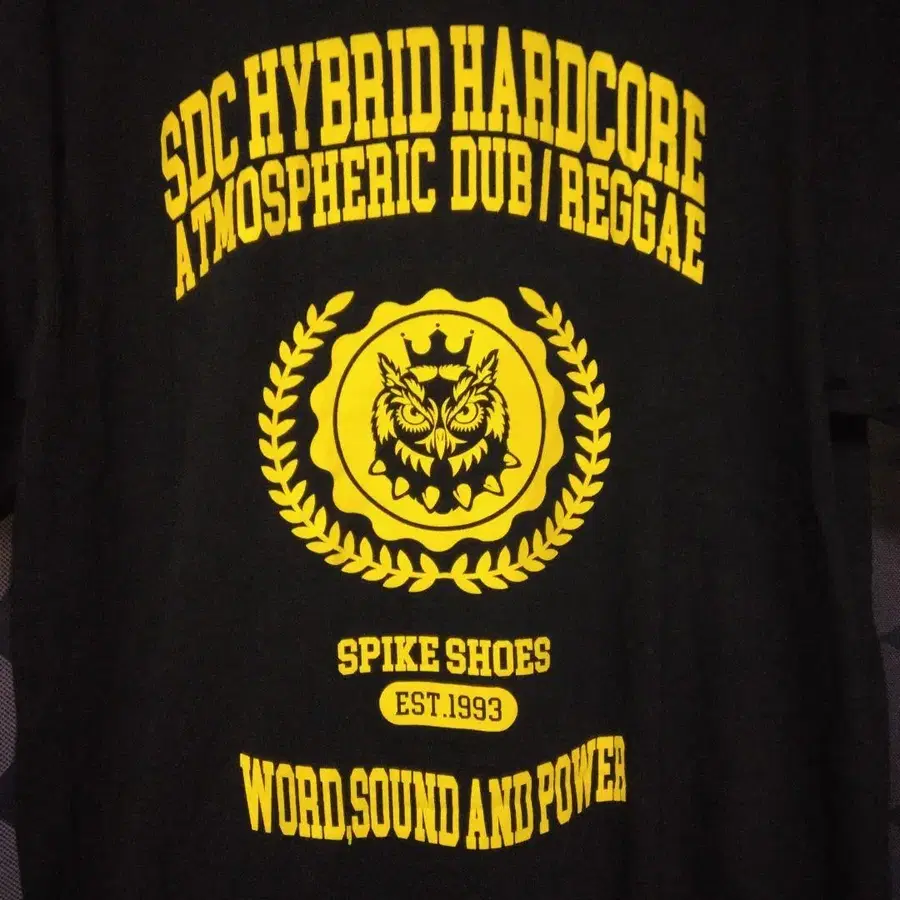 SDC HYBRID HARDCORE
ATMOSPHERIC DUB/REGGAE
SPIKE SHOES
EST.1993
WORD,SOUND AND POWER